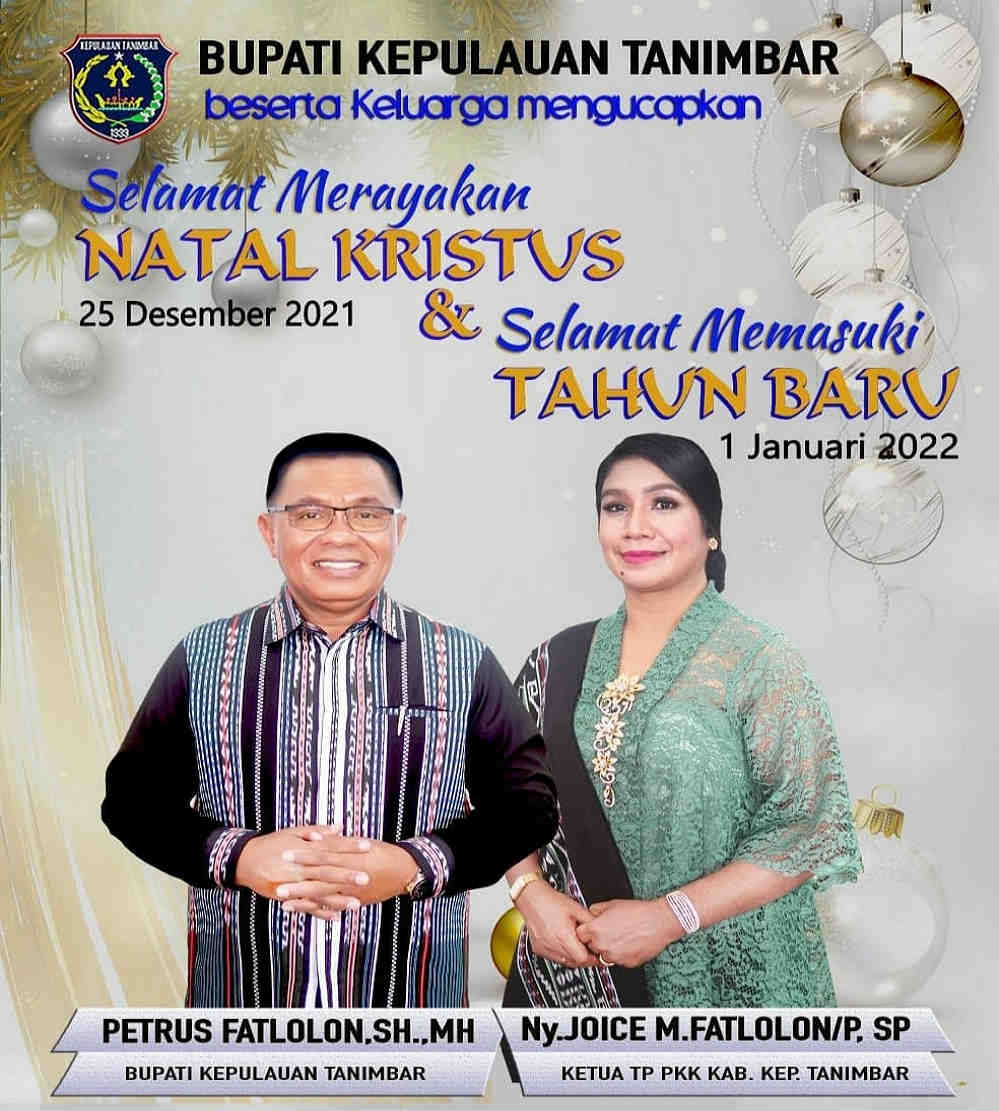 KEPULAUAN TANIMBAR
1999
BUPATI KEPULAUAN TANIMBAR
beserta Keluarga mengucapkan
Selamat Merayakan
NATAL KRISTUS
25 Desember 2021
&
Selamat Memasuki
TAHUN BARU
1 Januari 2022
PETRUS FATLOLON,SH.,MH
BUPATI KEPULAUAN TANIMBAR
Ny.JOICE M.FATLOLON/P, SP
KETUA TP PKK KAB. KEP. TANIMBAR